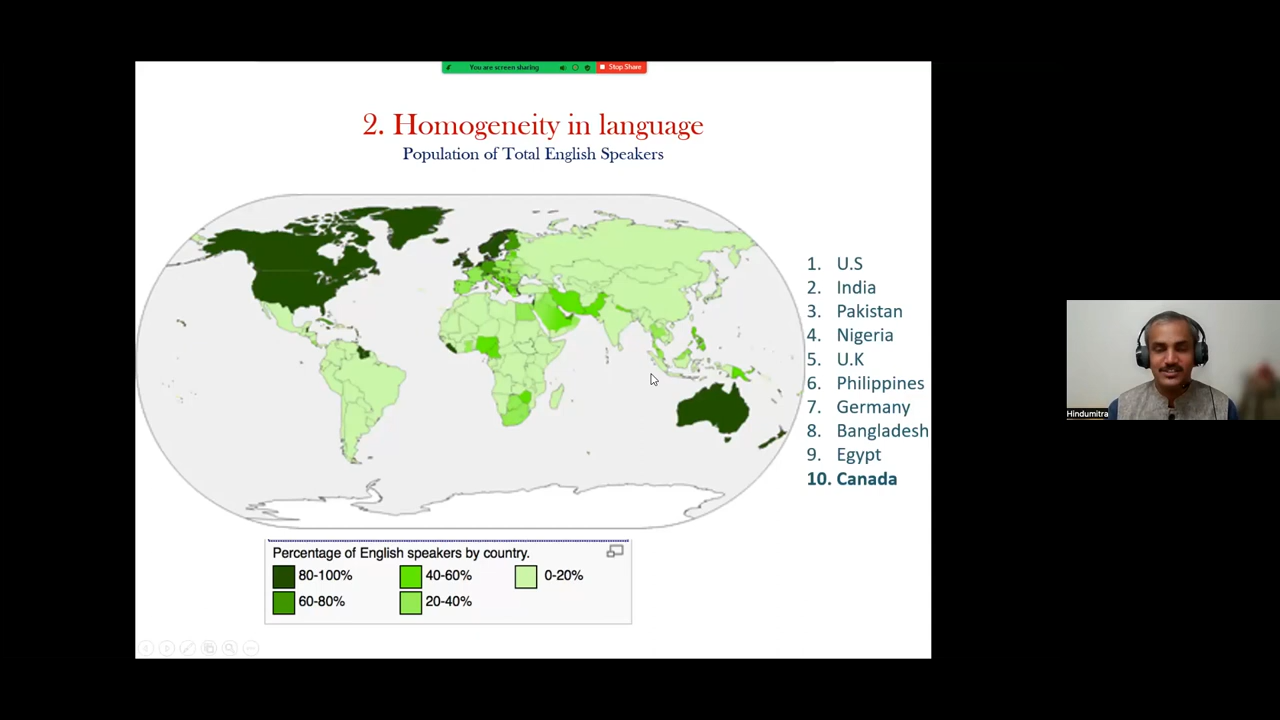 You are screen sharing
Stop Share
2. Homogeneity in language
Population of Total English Speakers
1. U.S
2. India
3. Pakistan
4. Nigeria
5. U.K
6. Philippines
7. Germany
8. Bangladesh
9. Egypt
10. Canada
Hindumitra
Percentage of English speakers by country.
80-100% 40-60% 0-20%
60-80% 20-40%